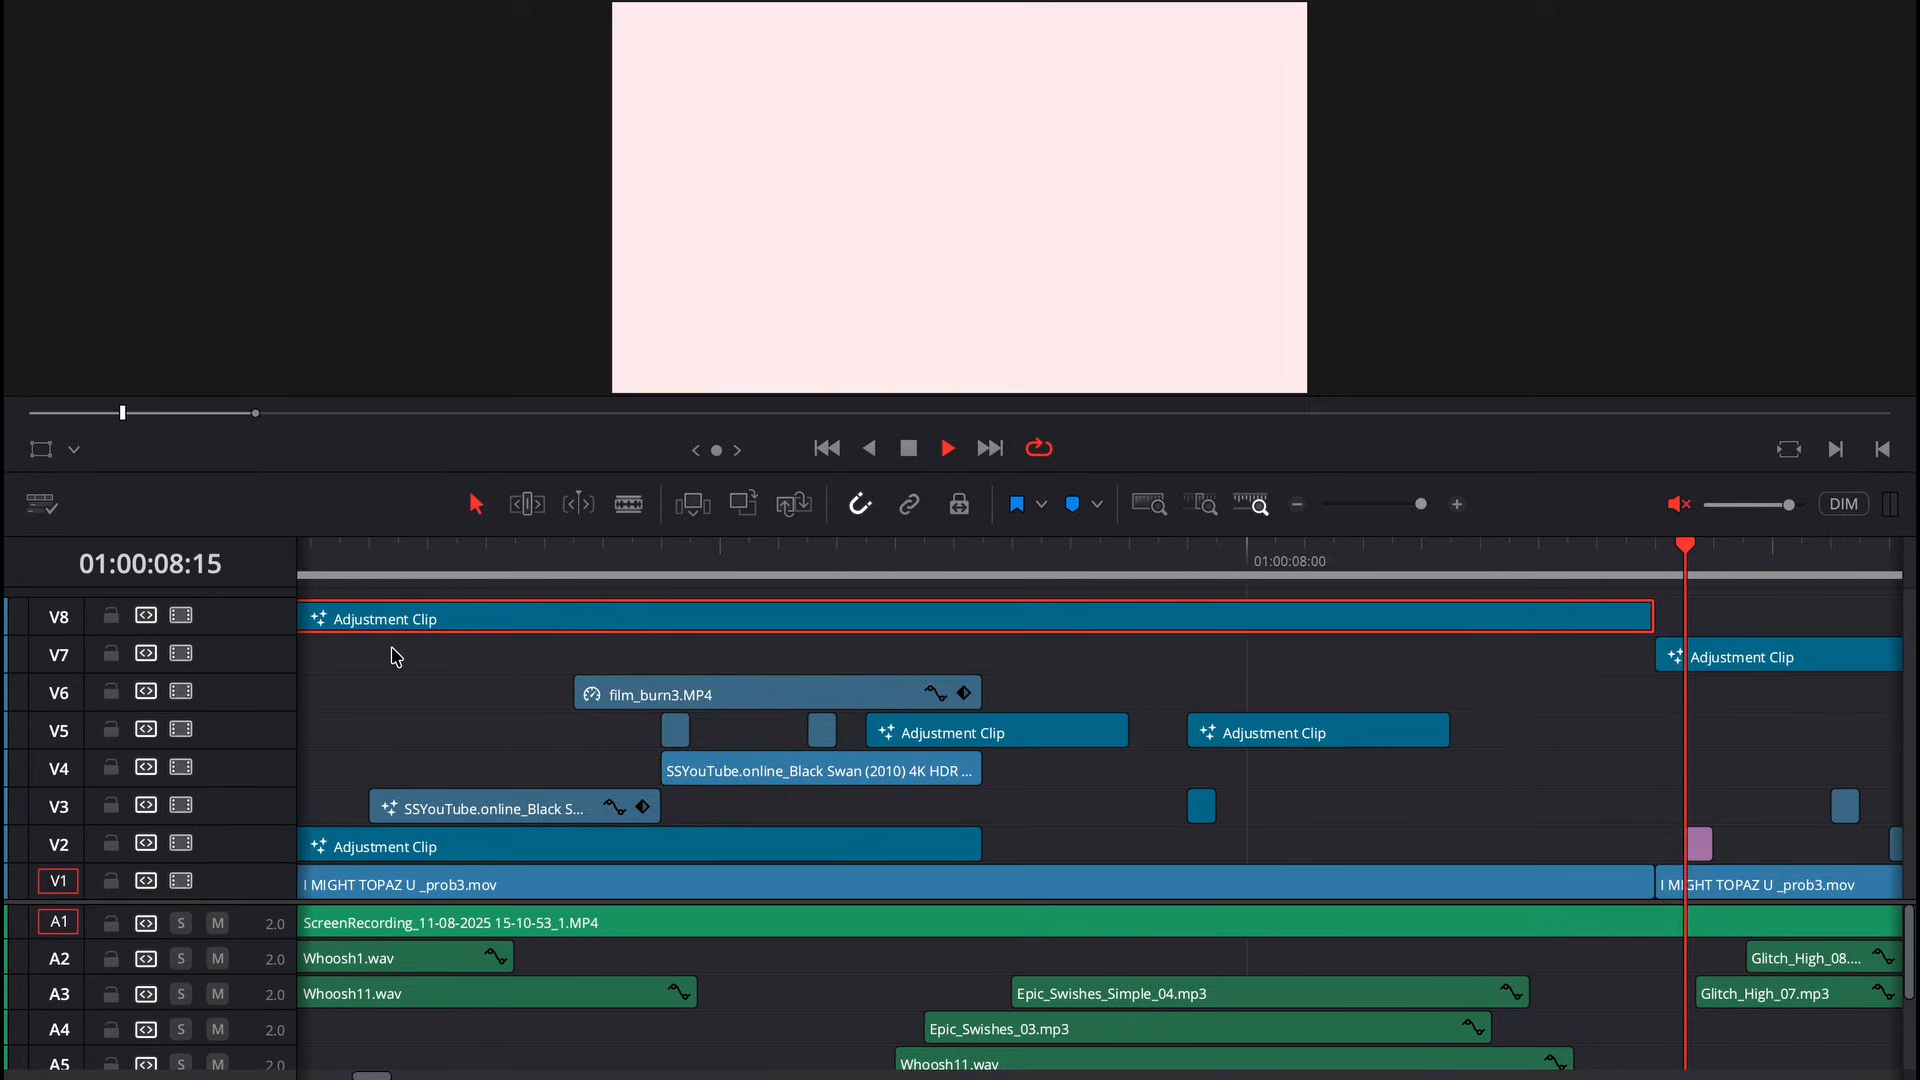 DIM
01:00:08:15
01:00:08:00
V8
Adjustment Clip
V7
Adjustment Clip
V6
film_burn3.MP4
V5
Adjustment Clip
Adjustment Clip
V4
SSYouTube.online_Black Swan (2010) 4K HDR ...
V3
SSYouTube.online_Black S...
V2
Adjustment Clip
V1
I MIGHT TOPAZ U _prob3.mov
I MIGHT TOPAZ U _prob3.mov
A1
S
M
2.0
ScreenRecording_11-08-2025 15-10-53_1.MP4
A2
S
M
2.0
Whoosh1.wav
Glitch_High_08....
A3
S
M
2.0
Whoosh11.wav
Epic_Swishes_Simple_04.mp3
Glitch_High_07.mp3
A4
S
M
2.0
Epic_Swishes_03.mp3
A5
S
M
2.0
Whoosh11.wav